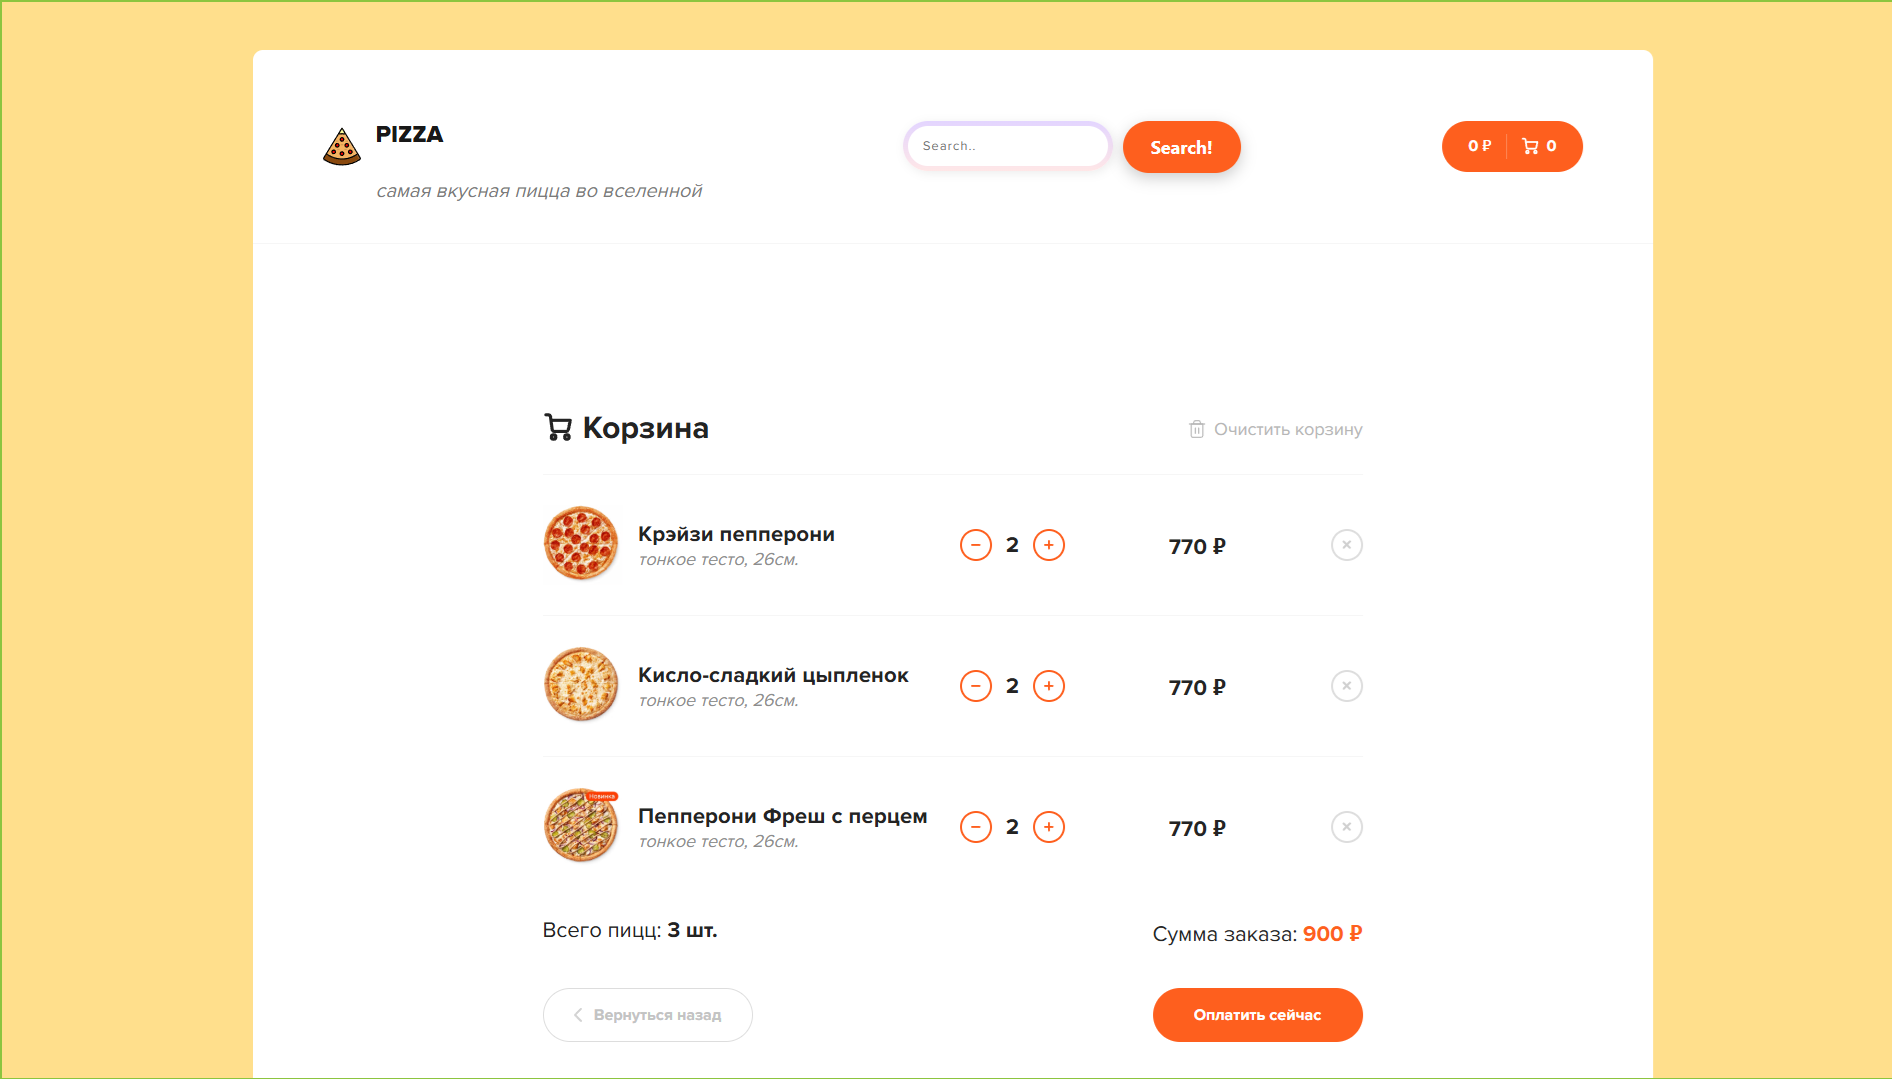 PIZZA
самая вкусная пицца во вселенной
Search..
Search!
0 ₽
0
Корзина
Очистить корзину
Крэйзи пепперони
тонкое тесто, 26см.
2
770 ₽
Кисло-сладкий цыпленок
тонкое тесто, 26см.
2
770 ₽
Новинка
Пепперони Фреш с перцем
тонкое тесто, 26см.
2
770 ₽
Всего пицц: 3 шт.
Сумма заказа: 900 ₽
Вернуться назад
Оплатить сейчас